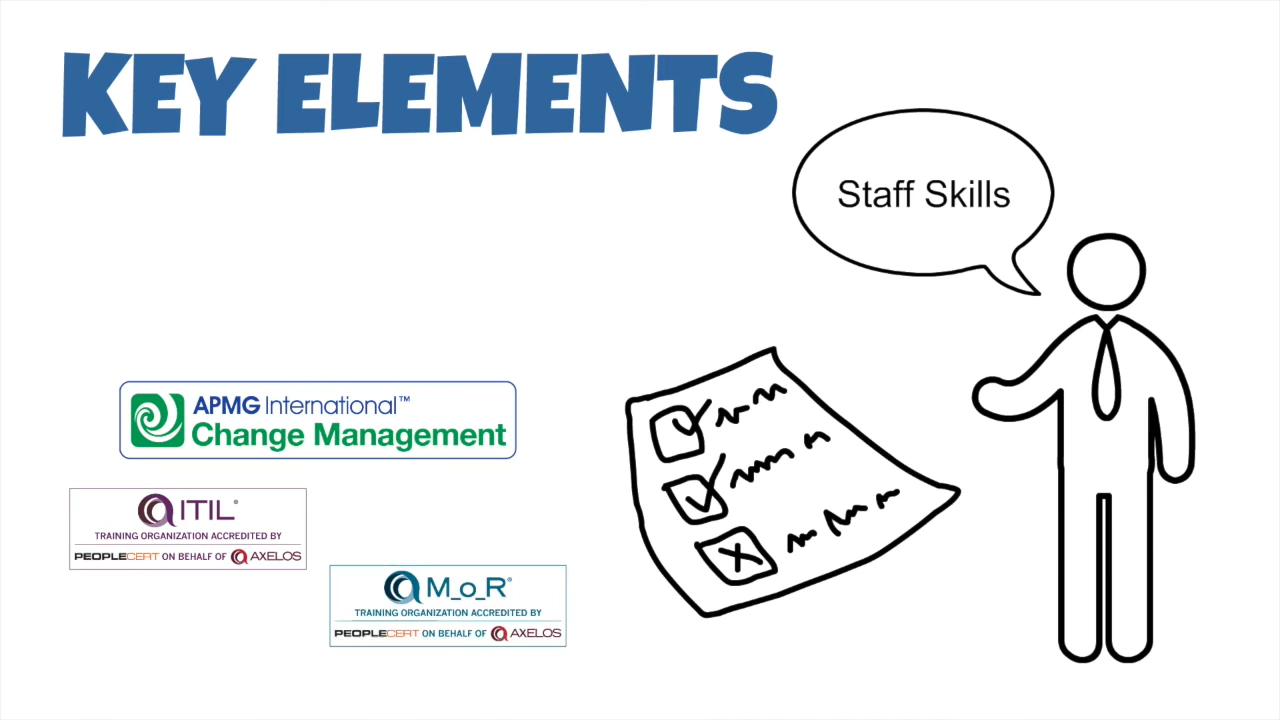 KEY ELEMENTS
Staff Skills
APMG International™
Change Management
ITIL®
TRAINING ORGANIZATION ACCREDITED BY
PEOPLECERT ON BEHALF OF AXELOS
M_o_R®
TRAINING ORGANIZATION ACCREDITED BY
PEOPLECERT ON BEHALF OF AXELOS